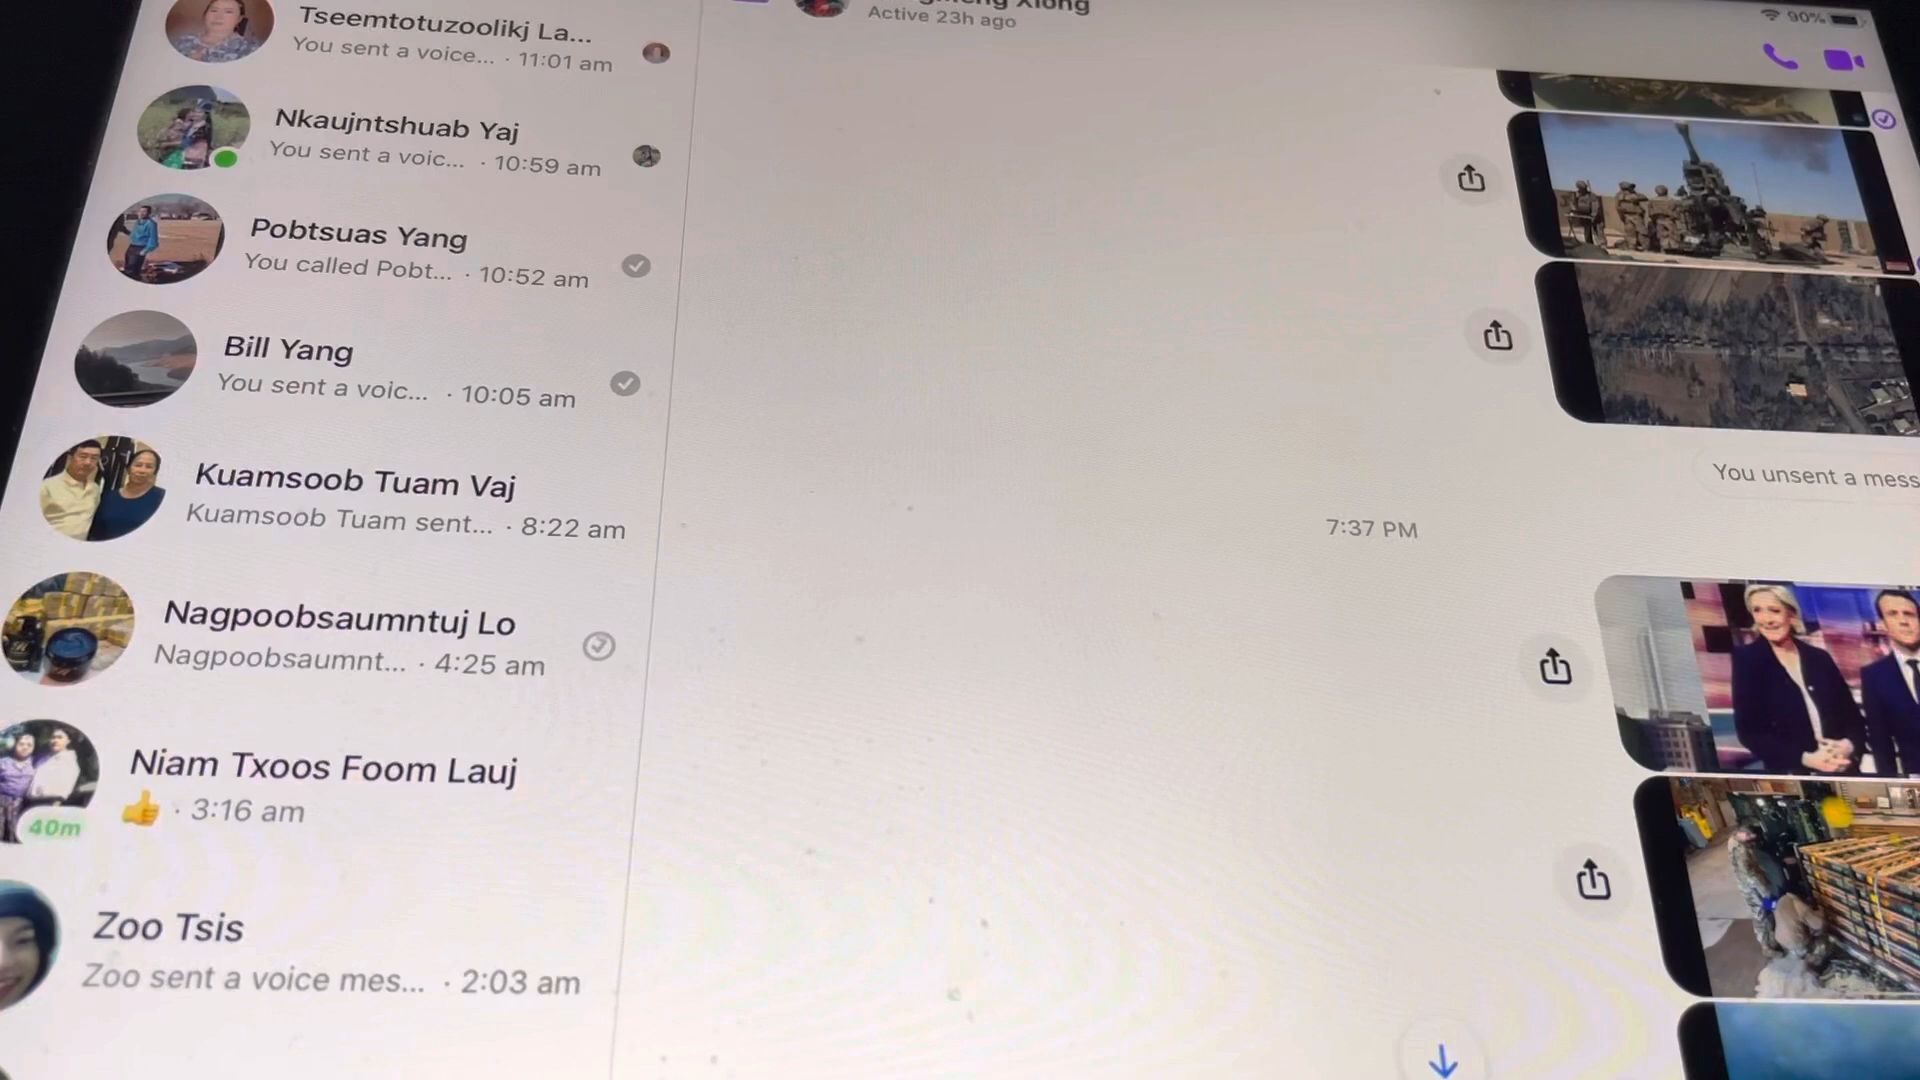 Tseemtotuzoolikj La...
You sent a voice... · 11:01 am
Nkaujntshuab Yaj
You sent a voic... · 10:59 am
Pobtsuas Yang
You called Pobt... · 10:52 am
Bill Yang
You sent a voic... · 10:05 am
Kuamsoob Tuam Vaj
Kuamsoob Tuam sent... · 8:22 am
Nagpoobsaumntuj Lo
Nagpoobsaumnt... · 4:25 am
Niam Txoos Foom Lauj
👍 · 3:16 am
40m
Zoo Tsis
Zoo sent a voice mes... · 2:03 am
Xiong
Active 23h ago
90%
You unsent a mess
7:37 PM